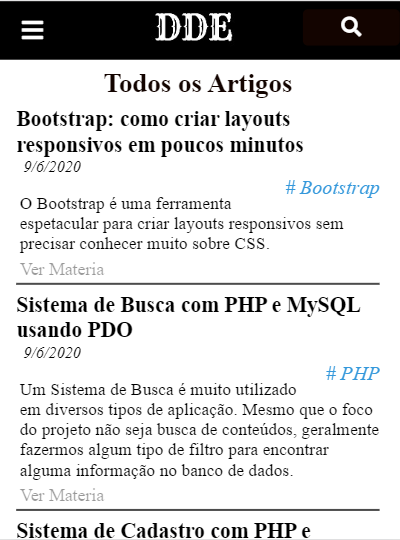 DDE
Todos os Artigos
Bootstrap: como criar layouts
responsivos em poucos minutos
9/6/2020
# Bootstrap
O Bootstrap é uma ferramenta
espetacular para criar layouts responsivos sem
precisar conhecer muito sobre CSS.
Ver Materia
Sistema de Busca com PHP e MySQL
usando PDO
9/6/2020
# PHP
Um Sistema de Busca é muito utilizado
em diversos tipos de aplicação. Mesmo que o foco
do projeto não seja busca de conteúdos, geralmente
fazermos algum tipo de filtro para encontrar
alguma informação no banco de dados.
Ver Materia
Sistema de Cadastro com PHP e